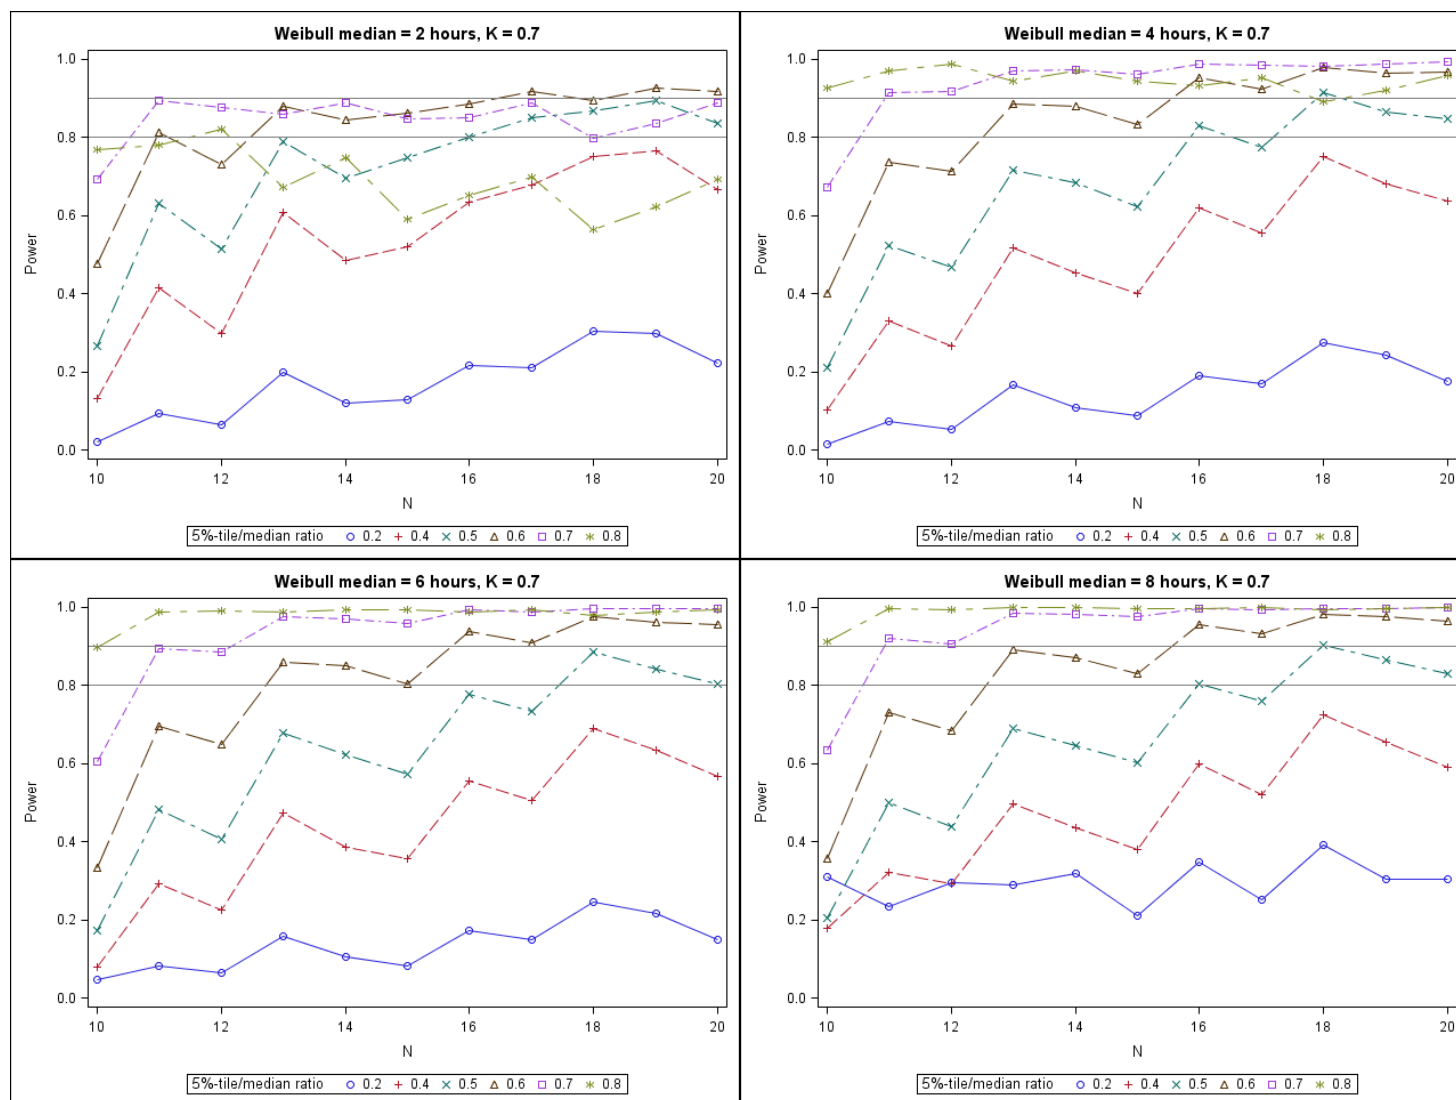 Weibull median = 2 hours, K = 0.7
1.0
0.8
0.6
0.4
0.2
0.0
Power
10 12 14 16 18 20
N
5%-tile/median ratio 0.2 0.4 0.5 0.6 0.7 0.8
Weibull median = 4 hours, K = 0.7
1.0
0.8
0.6
0.4
0.2
0.0
Power
10 12 14 16 18 20
N
5%-tile/median ratio 0.2 0.4 0.5 0.6 0.7 0.8
Weibull median = 6 hours, K = 0.7
1.0
0.8
0.6
0.4
0.2
0.0
Power
10 12 14 16 18 20
N
5%-tile/median ratio 0.2 0.4 0.5 0.6 0.7 0.8
Weibull median = 8 hours, K = 0.7
1.0
0.8
0.6
0.4
0.2
0.0
Power
10 12 14 16 18 20
N
5%-tile/median ratio 0.2 0.4 0.5 0.6 0.7 0.8